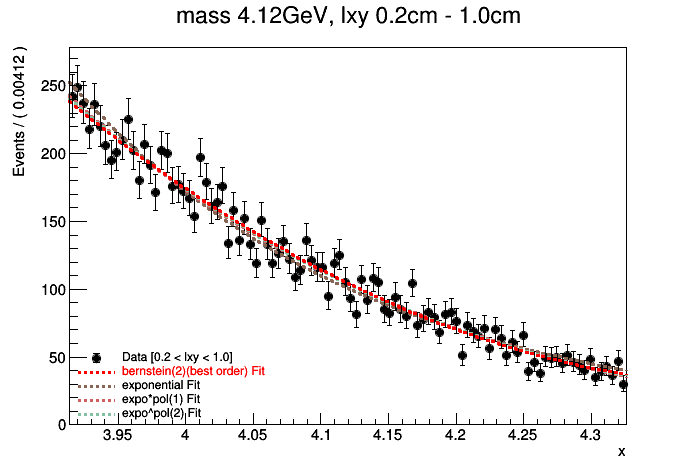 mass 4.12GeV, lxy 0.2cm - 1.0cm
Events / ( 0.00412 )
250
200
150
100
50
0
Data [0.2 < lxy < 1.0]
bernstein(2)(best order) Fit
exponential Fit
expo*pol(1) Fit
expo^pol(2) Fit
3.95 4 4.05 4.1 4.15 4.2 4.25 4.3
x